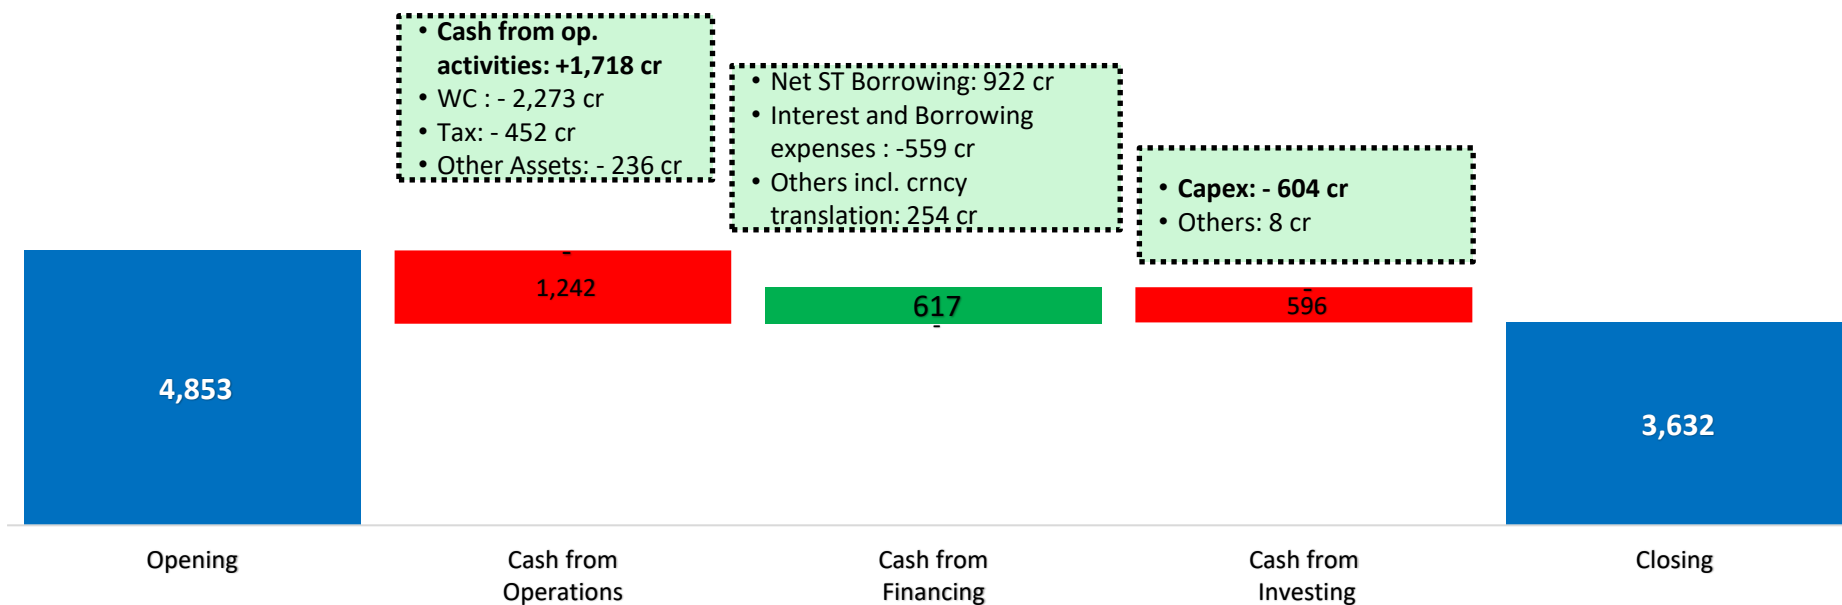 • Cash from op.
activities: +1,718 cr
• WC : - 2,273 cr
• Tax: - 452 cr
• Other Assets: - 236 cr
• Net ST Borrowing: 922 cr
• Interest and Borrowing
expenses : -559 cr
• Others incl. crncy
translation: 254 cr
• Capex: - 604 cr
• Others: 8 cr
4,853
-
1,242
617
-
-
596
3,632
Opening
Cash from
Operations
Cash from
Financing
Cash from
Investing
Closing